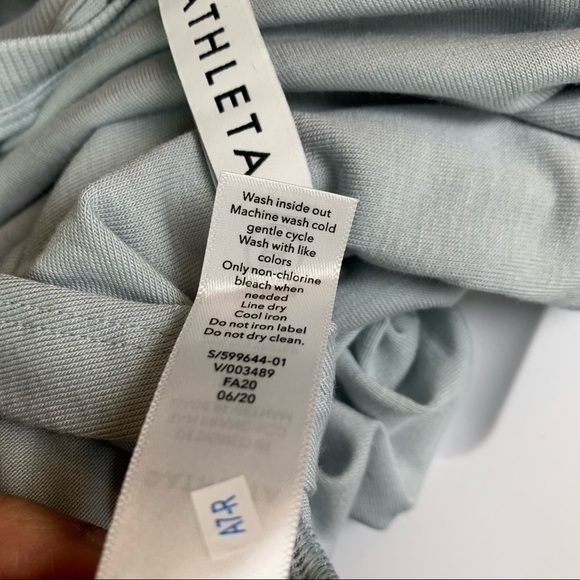 ATHLETA
Wash inside out
Machine wash cold
gentle cycle
Wash with like
colors
Only non-chlorine
bleach when
needed
Line dry
Cool iron
Do not iron label
Do not dry clean.
S/599644-01
V/003489
FA20
06/20
A7-R